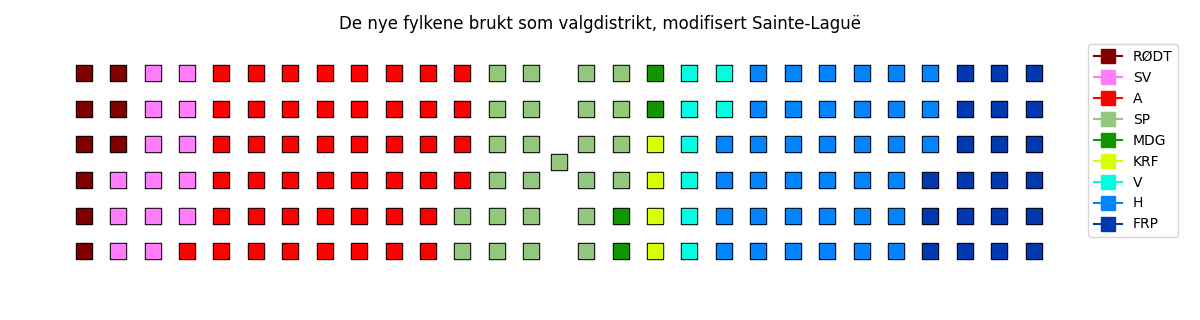 De nye fylkene brukt som valgdistrikt, modifisert Sainte-Laguë
RØDT
SV
A
SP
MDG
KRF
V
H
FRP